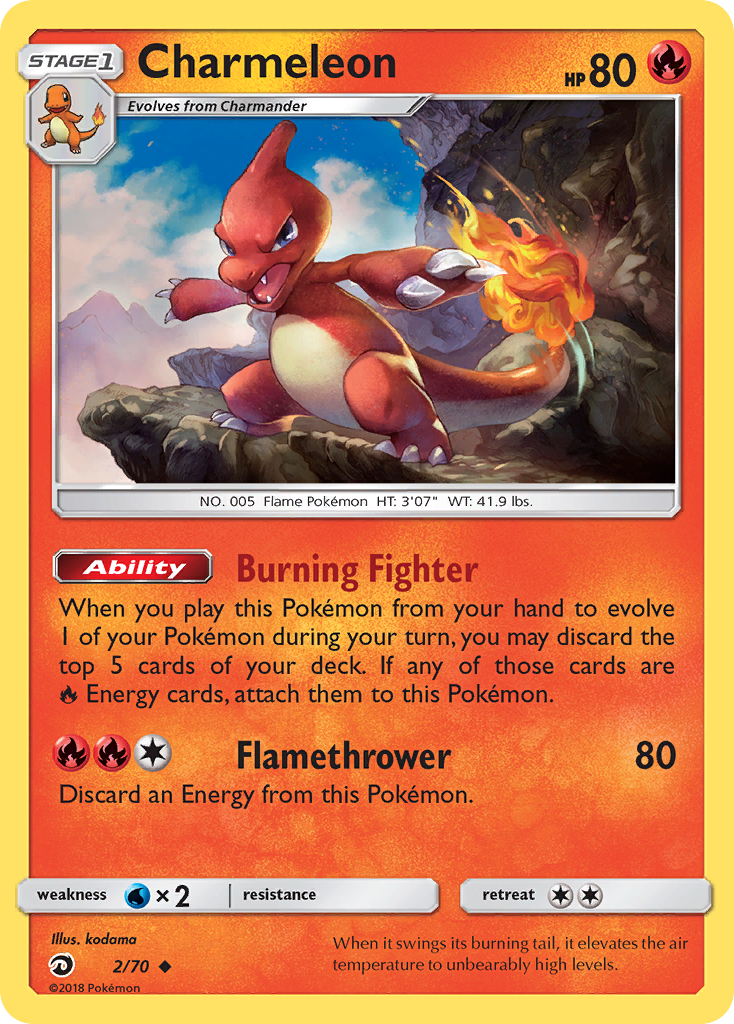 STAGE1
Charmeleon
HP80
Evolves from Charmander
NO. 005 Flame Pokémon HT: 3'07" WT: 41.9 lbs.
Ability Burning Fighter
When you play this Pokémon from your hand to evolve
1 of your Pokémon during your turn, you may discard the
top 5 cards of your deck. If any of those cards are
Energy cards, attach them to this Pokémon.
Flamethrower 80
Discard an Energy from this Pokémon.
weakness ×2 resistance retreat
Illus. kodama
2/70 ◆
©2018 Pokémon
When it swings its burning tail, it elevates the air
temperature to unbearably high levels.